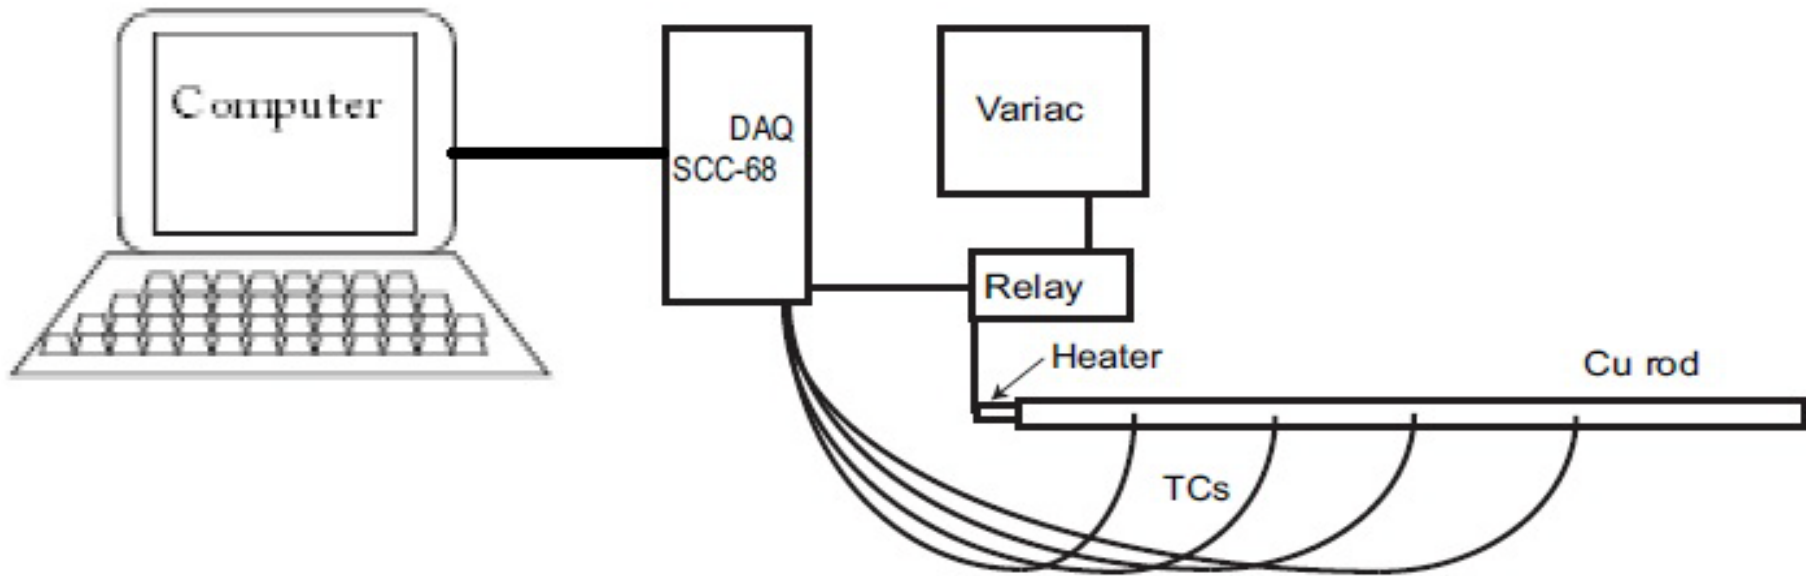 Computer
DAQ
SCC-68
Variac
Relay
Heater
Cu rod
TCs